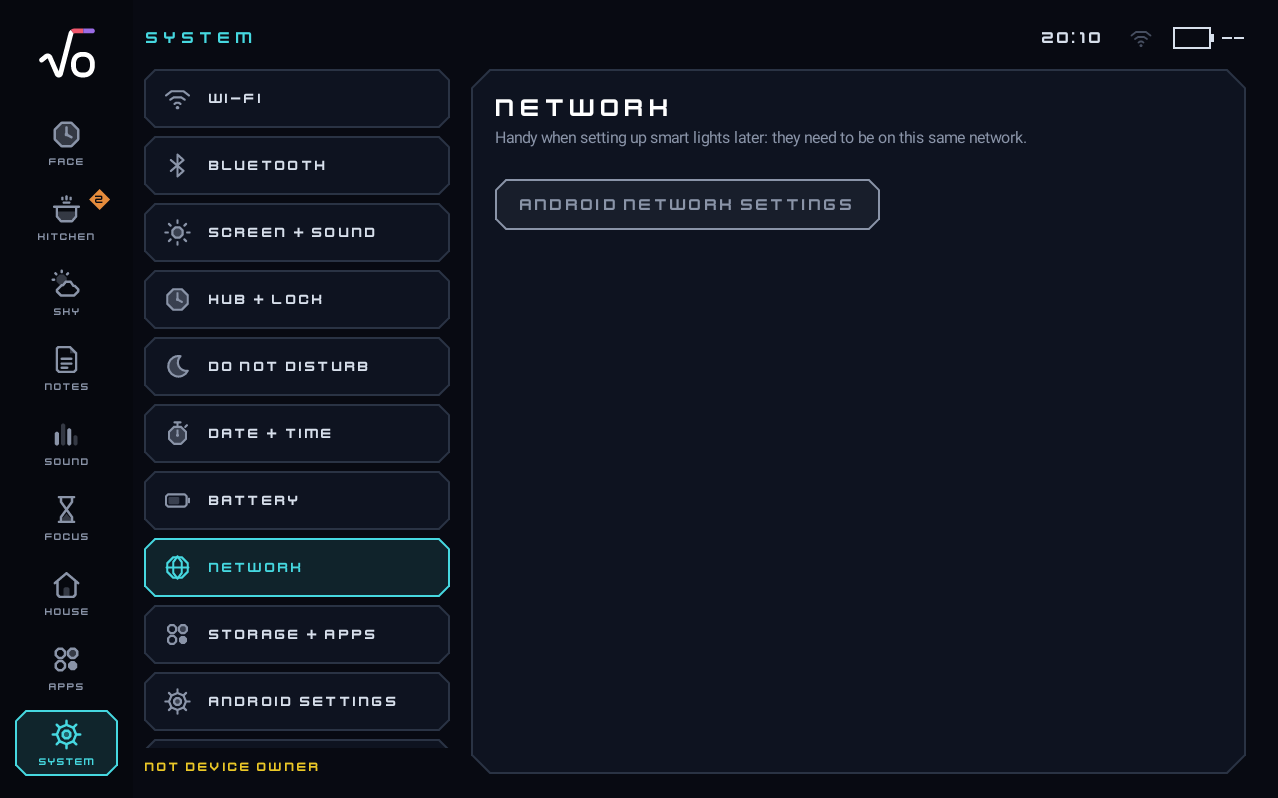 √o
SYSTEM
20:10
--
FACE
2
KITCHEN
SKY
NOTES
SOUND
FOCUS
HOUSE
APPS
SYSTEM
WI-FI
BLUETOOTH
SCREEN + SOUND
HUB + LOCK
DO NOT DISTURB
DATE + TIME
BATTERY
NETWORK
STORAGE + APPS
ANDROID SETTINGS
NOT DEVICE OWNER
NETWORK
Handy when setting up smart lights later: they need to be on this same network.
ANDROID NETWORK SETTINGS